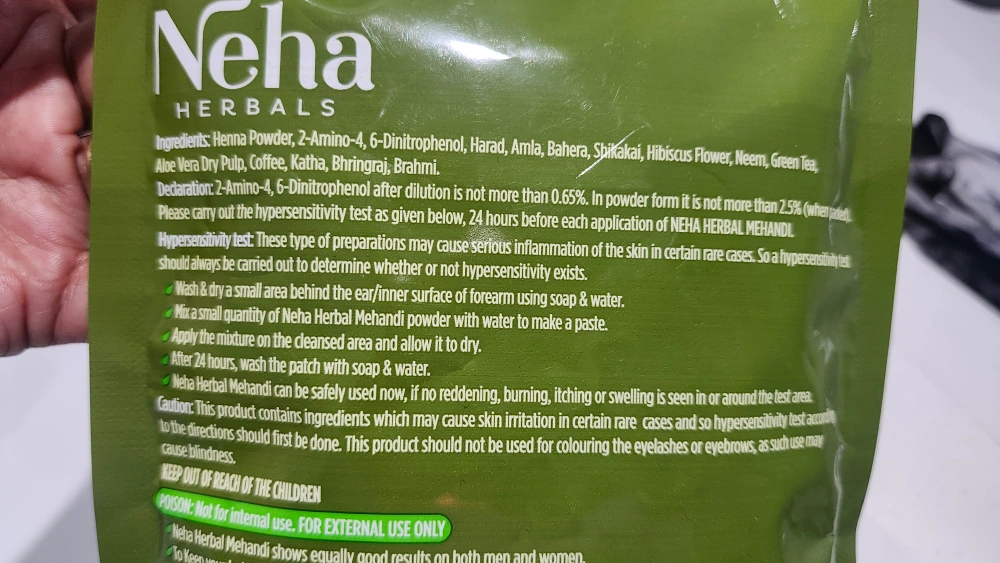 Neha
HERBALS
Ingredients: Henna Powder, 2-Amino-4, 6-Dinitrophenol, Harad, Amla, Bahera, Shikakai, Hibiscus Flower, Neem, Green Tea,
Aloe Vera Dry Pulp, Coffee, Katha, Bhringraj, Brahmi.
Declaration: 2-Amino-4, 6-Dinitrophenol after dilution is not more than 0.65%. In powder form it is not more than 2.5% (when
Please carry out the hypersensitivity test as given below, 24 hours before each application of NEHA HERBAL MEHANDI.
Hypersensitivity test: These type of preparations may cause serious inflammation of the skin in certain rare cases. So a hypersensitivity test
should always be carried out to determine whether or not hypersensitivity exists.
Wash & dry a small area behind the ear/inner surface of forearm using soap & water.
Mix a small quantity of Neha Herbal Mehandi powder with water to make a paste.
Apply the mixture on the cleansed area and allow it to dry.
After 24 hours, wash the patch with soap & water.
Neha Herbal Mehandi can be safely used now, if no reddening, burning, itching or swelling is seen in or around the test area.
Caution: This product contains ingredients which may cause skin irritation in certain rare cases and so hypersensitivity test
to the directions should first be done. This product should not be used for colouring the eyelashes or eyebrows, as such use may
cause blindness.
KEEP OUT OF REACH OF THE CHILDREN
POISON: Not for internal use. FOR EXTERNAL USE ONLY
Neha Herbal Mehandi shows equally good results on both men and women.
To Keep